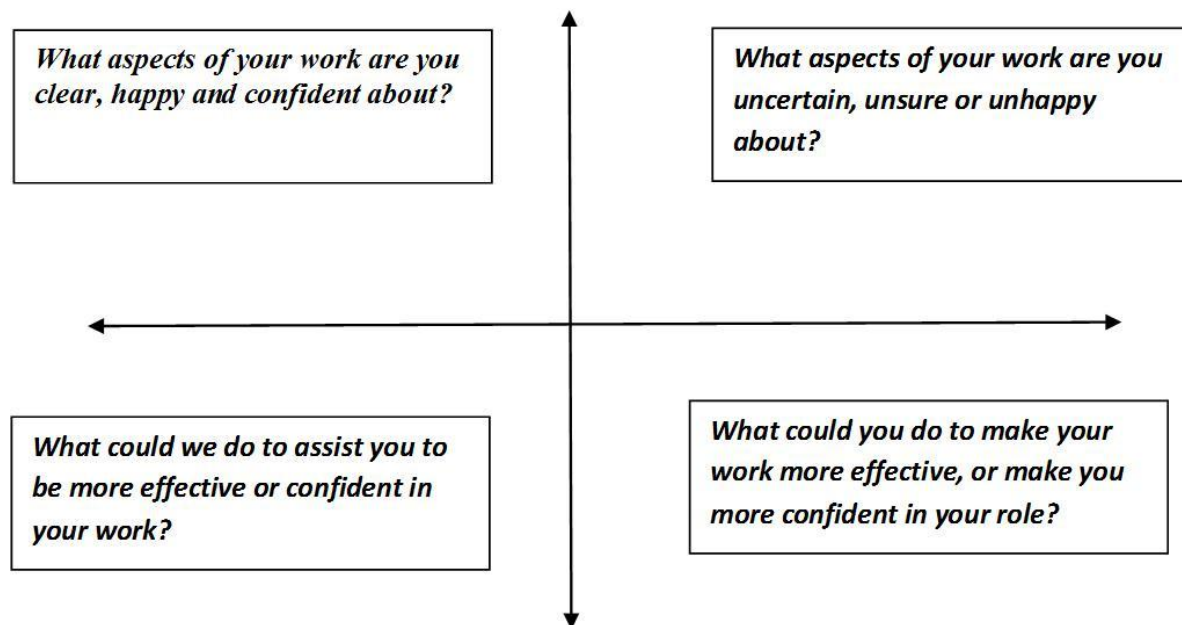 What aspects of your work are you
clear, happy and confident about?
What aspects of your work are you
uncertain, unsure or unhappy
about?
What could we do to assist you to
be more effective or confident in
your work?
What could you do to make your
work more effective, or make you
more confident in your role?